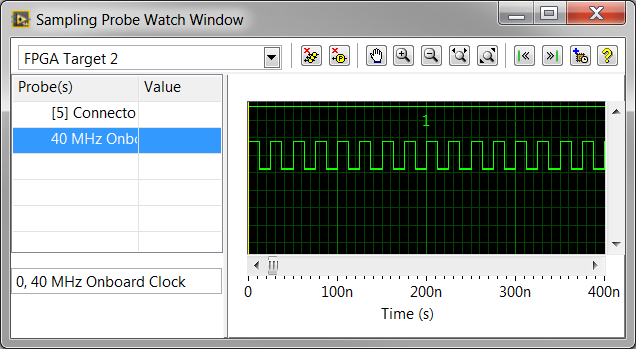 Sampling Probe Watch Window
FPGA Target 2
Probe(s) Value
[5] Connecto
40 MHz Onbo
0, 40 MHz Onboard Clock
1
0 100n 200n 300n 400n
Time (s)